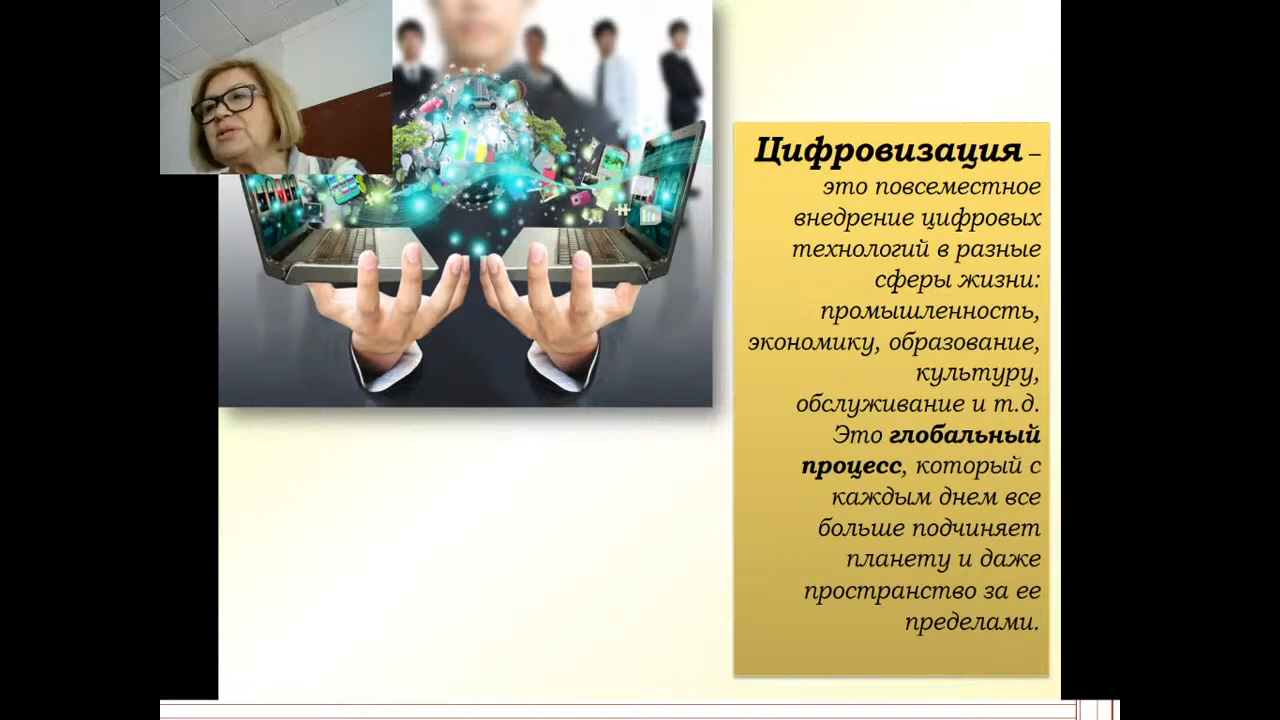 Цифровизация –
это повсеместное
внедрение цифровых
технологий в разные
сферы жизни:
промышленность,
экономику, образование,
культуру,
обслуживание и т.д.
Это глобальный
процесс, который с
каждым днем все
больше подчиняет
планету и даже
пространство за ее
пределами.